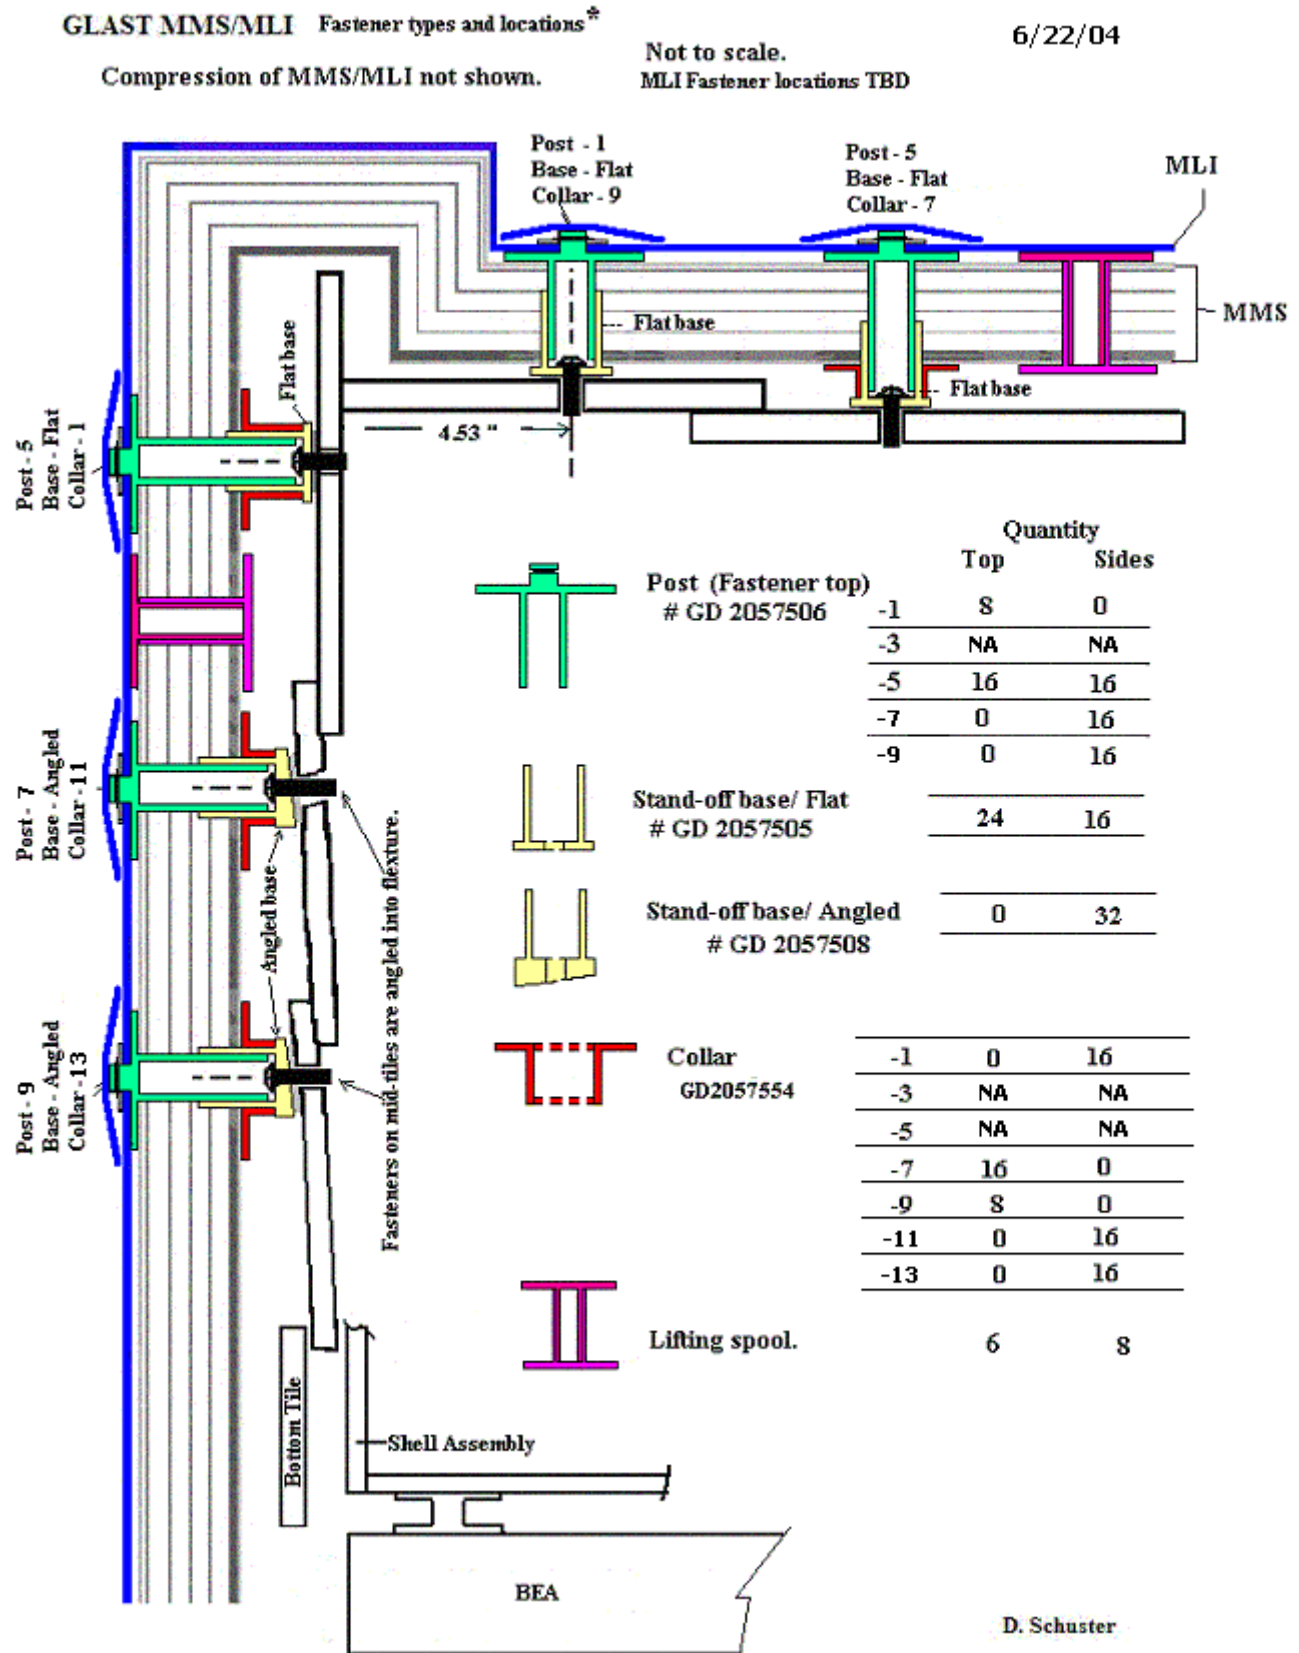 GLAST MMS/MLI Fastener types and locations*
6/22/04
Not to scale.
Compression of MMS/MLI not shown.
MLI Fastener locations TBD
Post - 1
Base - Flat
Collar - 9
Post - 5
Base - Flat
Collar - 7
MLI
MMS
Flat base
Flat base
Flat base
4.53 "
Post - 5
Base - Flat
Collar - 1
Quantity
Top Sides
Post (Fastener top)
# GD 2057506
-1 8 0
-3 NA NA
-5 16 16
-7 0 16
-9 0 16
Post - 7
Base - Angled
Collar -11
Stand-off base/ Flat
# GD 2057505
24 16
Angled base
Fasteners on mid-tiles are angled into flexture.
Stand-off base/ Angled
# GD 2057508
0 32
Post - 9
Base - Angled
Collar -13
Collar
GD2057554
-1 0 16
-3 NA NA
-5 NA NA
-7 16 0
-9 8 0
-11 0 16
-13 0 16
Lifting spool.
6 8
Bottom Tile
Shell Assembly
BEA
D. Schuster